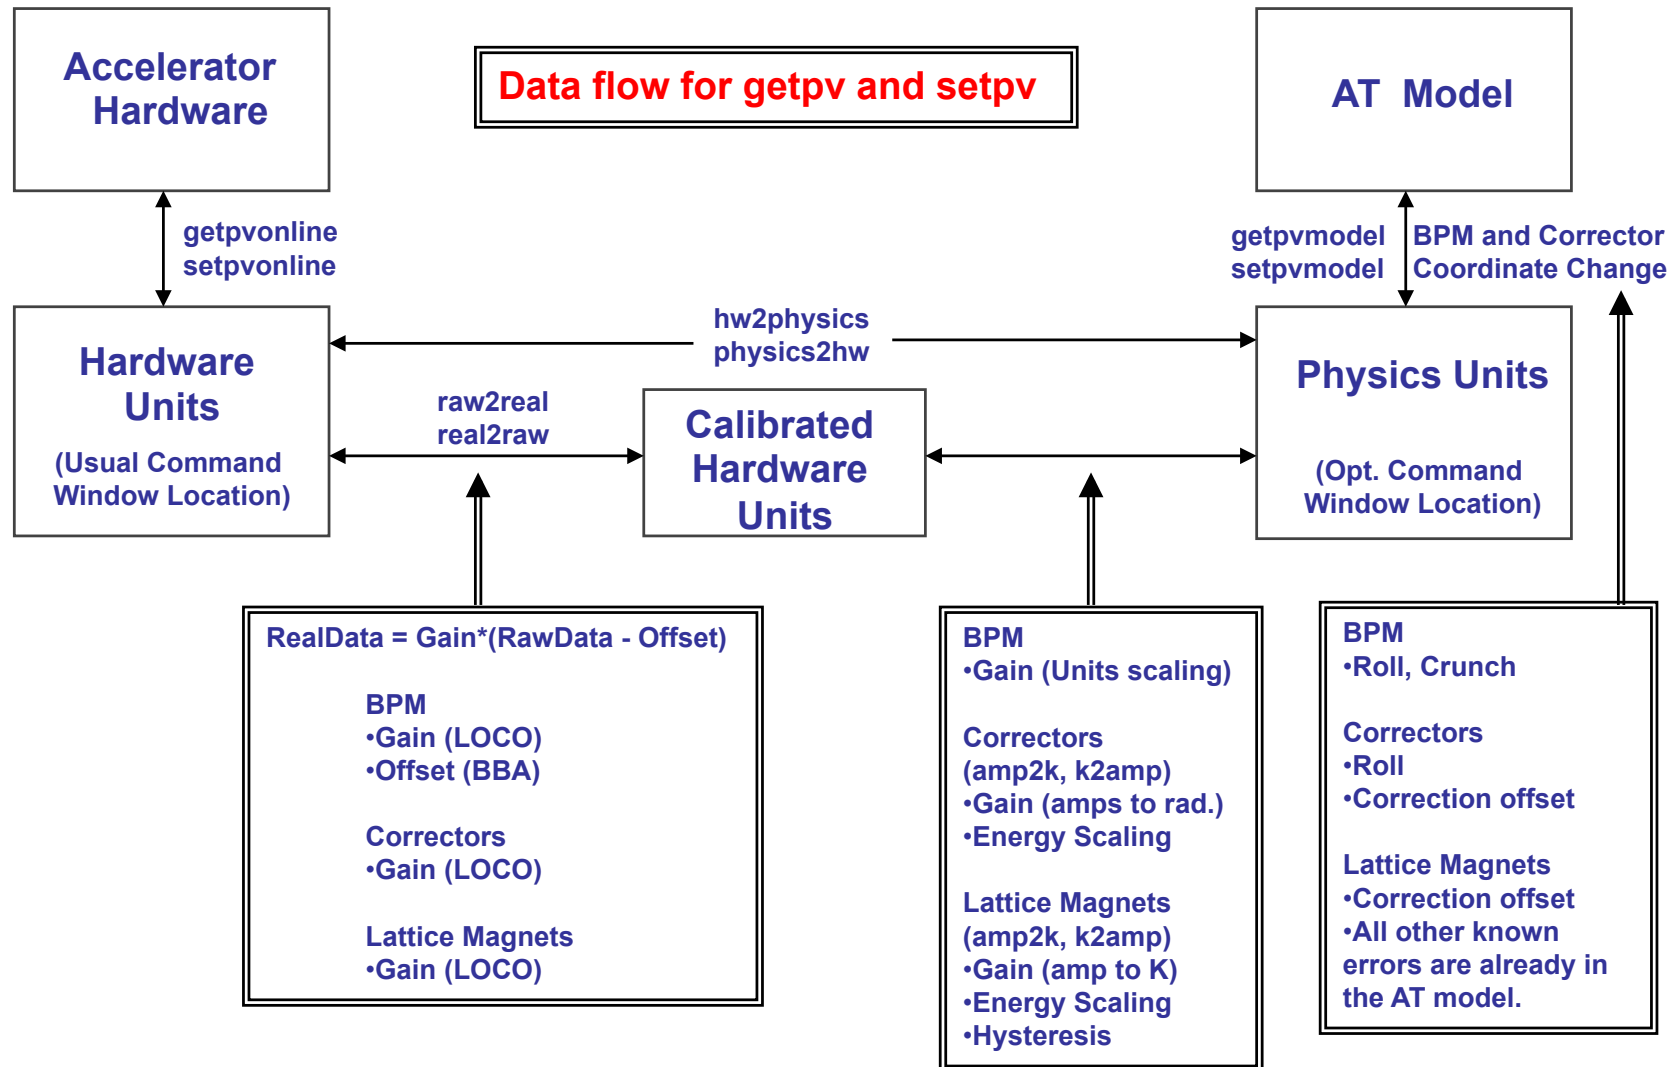 Accelerator
Hardware
Data flow for getpv and setpv
AT Model
getpvonline
setpvonline
getpvmodel
setpvmodel
BPM and Corrector
Coordinate Change
Hardware
Units
(Usual Command
Window Location)
hw2physics
physics2hw
raw2real
real2raw
Calibrated
Hardware
Units
Physics Units
(Opt. Command
Window Location)
RealData = Gain*(RawData - Offset)
BPM
•Gain (LOCO)
•Offset (BBA)
Correctors
•Gain (LOCO)
Lattice Magnets
•Gain (LOCO)
BPM
•Gain (Units scaling)
Correctors
(amp2k, k2amp)
•Gain (amps to rad.)
•Energy Scaling
Lattice Magnets
(amp2k, k2amp)
•Gain (amp to K)
•Energy Scaling
•Hysteresis
BPM
•Roll, Crunch
Correctors
•Roll
•Correction offset
Lattice Magnets
•Correction offset
•All other known
errors are already in
the AT model.